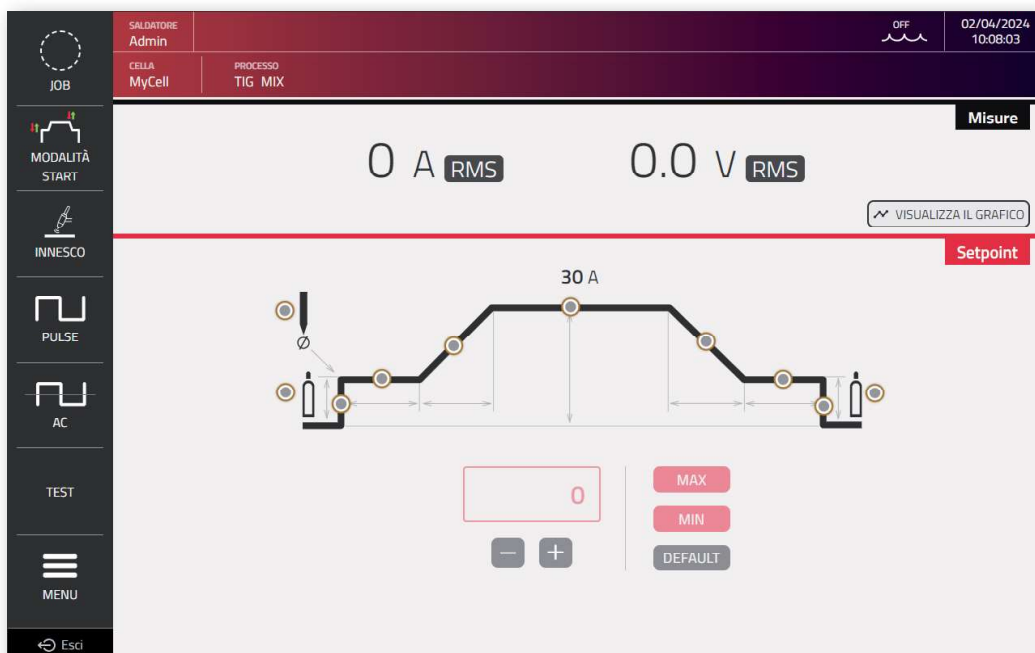 SALDATORE
Admin
OFF
02/04/2024
10:08:03
CELLA
MyCell
PROCESSO
TIG MIX
JOB
MODALITÀ
START
INNESCO
PULSE
AC
TEST
MENU
Esci
Misure
0 A RMS
0.0 V RMS
VISUALIZZA IL GRAFICO
Setpoint
30 A
Ø
0
MAX
MIN
DEFAULT